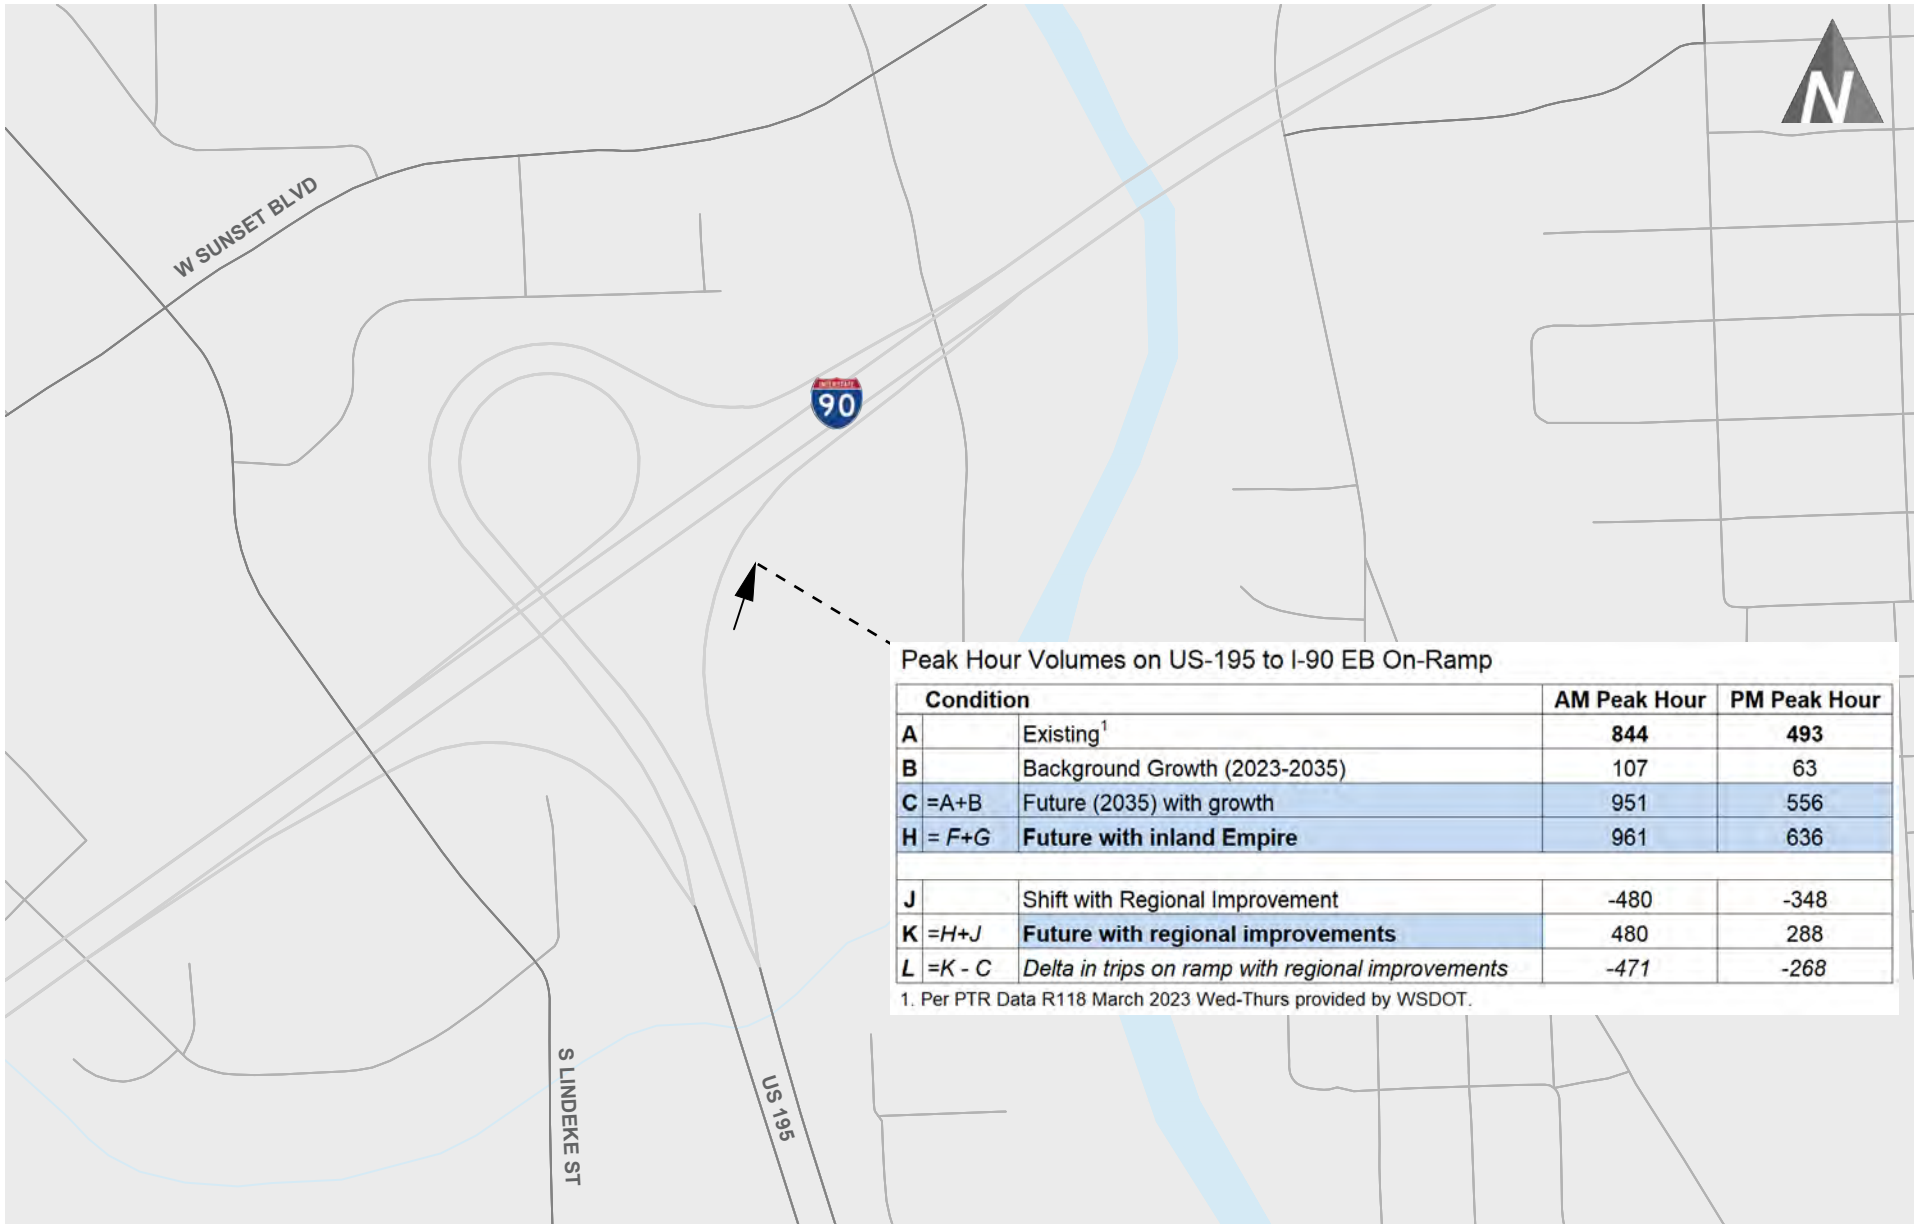 N
W SUNSET BLVD
INTERSTATE
90
Peak Hour Volumes on US-195 to I-90 EB On-Ramp
Condition AM Peak Hour PM Peak Hour
A Existing¹ 844 493
B Background Growth (2023-2035) 107 63
C =A+B Future (2035) with growth 951 556
H = F+G Future with inland Empire 961 636
J Shift with Regional Improvement -480 -348
K =H+J Future with regional improvements 480 288
L =K - C Delta in trips on ramp with regional improvements -471 -268
1. Per PTR Data R118 March 2023 Wed-Thurs provided by WSDOT.
S LINDEKE ST
US 195